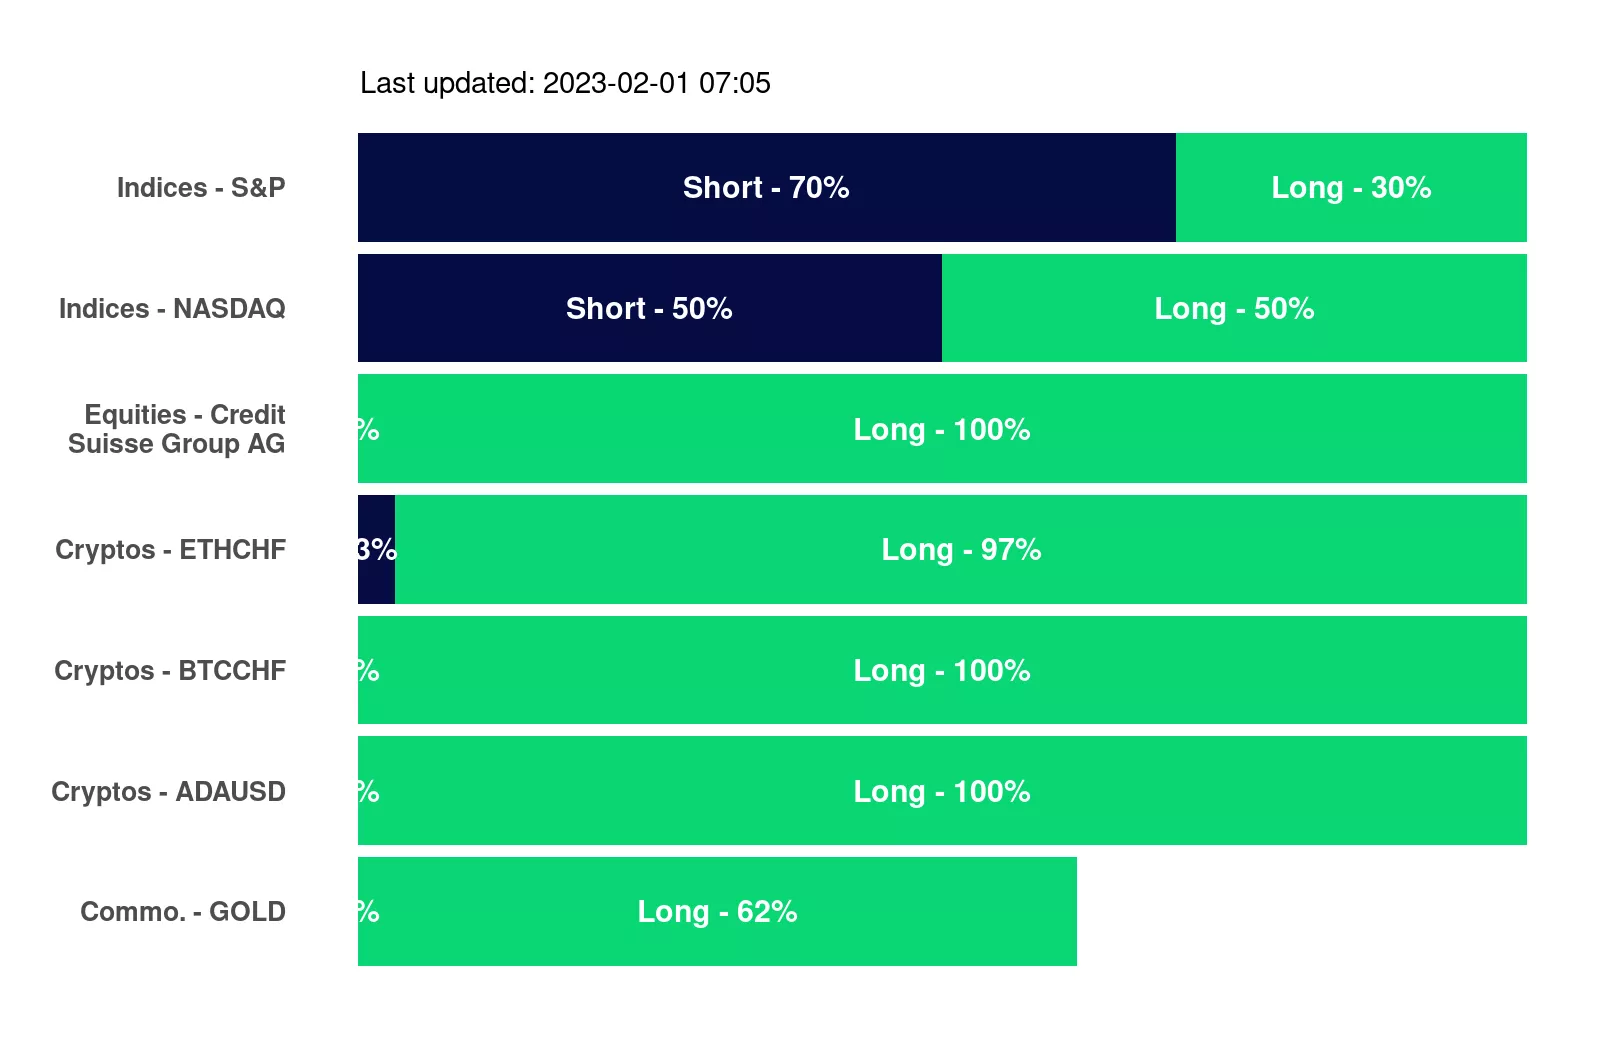 Last updated: 2023-02-01 07:05
Indices - S&P
Short - 70%
Long - 30%
Indices - NASDAQ
Short - 50%
Long - 50%
Equities - Credit
Suisse Group AG
%
Long - 100%
Cryptos - ETHCHF
3%
Long - 97%
Cryptos - BTCCHF
%
Long - 100%
Cryptos - ADAUSD
%
Long - 100%
Commo. - GOLD
%
Long - 62%